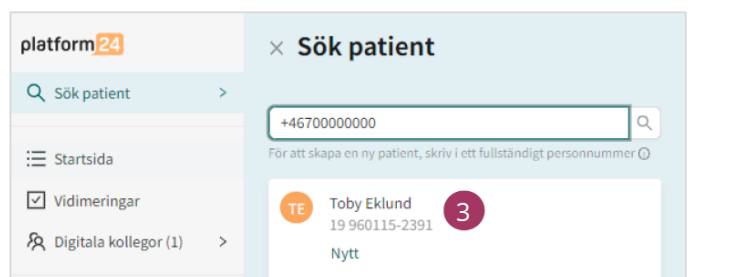 platform24
Sök patient
Startsida
Vidimeringar
Digitala kollegor (1)
Sök patient
+46700000000
För att skapa en ny patient, skriv i ett fullständigt personnummer
TE
Toby Eklund
19 960115-2391
Nytt
3